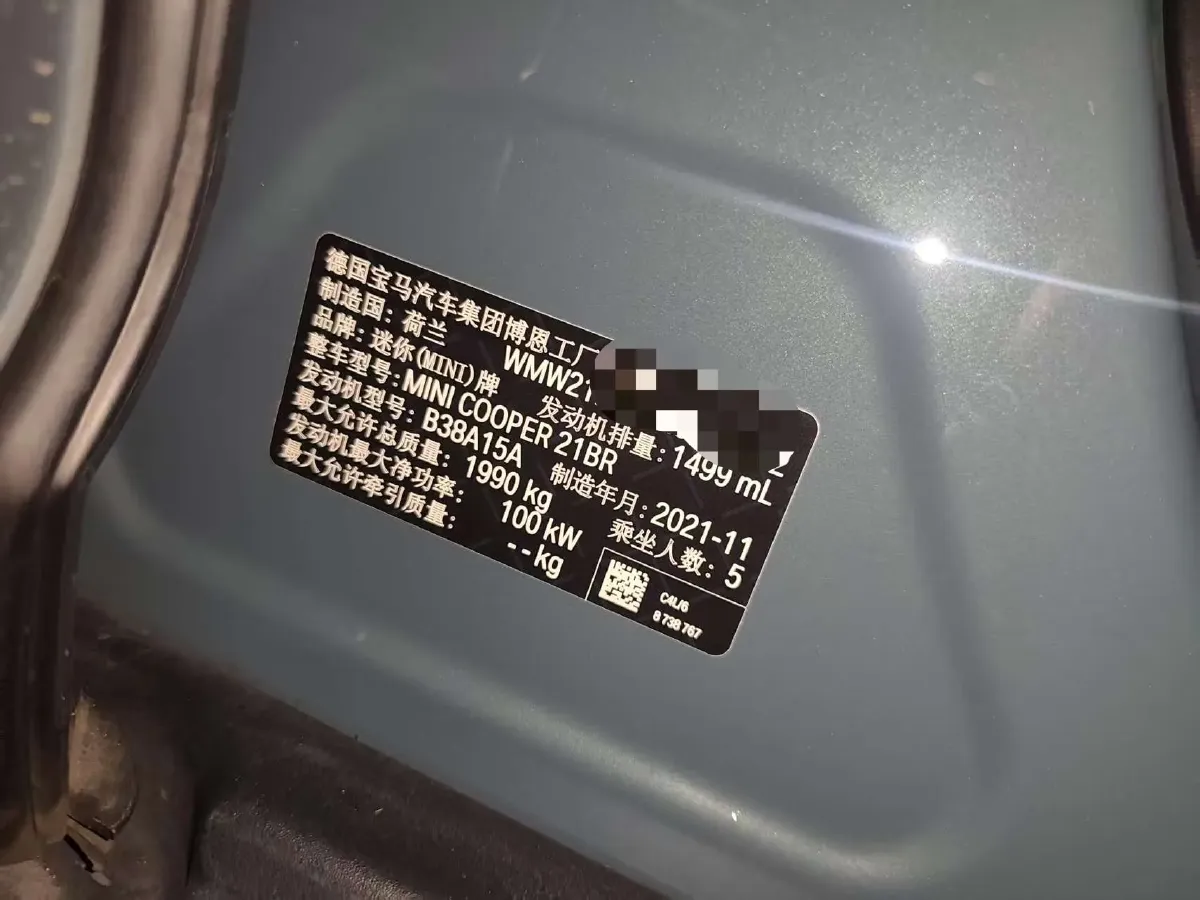 德国宝马汽车集团博恩工厂
制造国：荷兰 WMW21
品牌：迷你(MINI)牌 发动机排量：1499 mL
整车型号：MINI COOPER 21BR
发动机型号：B38A15A 制造年月：2021-11
最大允许总质量：1990 kg 乘坐人数：5
发动机最大净功率：100 kW
最大允许牵引质量：--kg
C4L/6
8 738 767